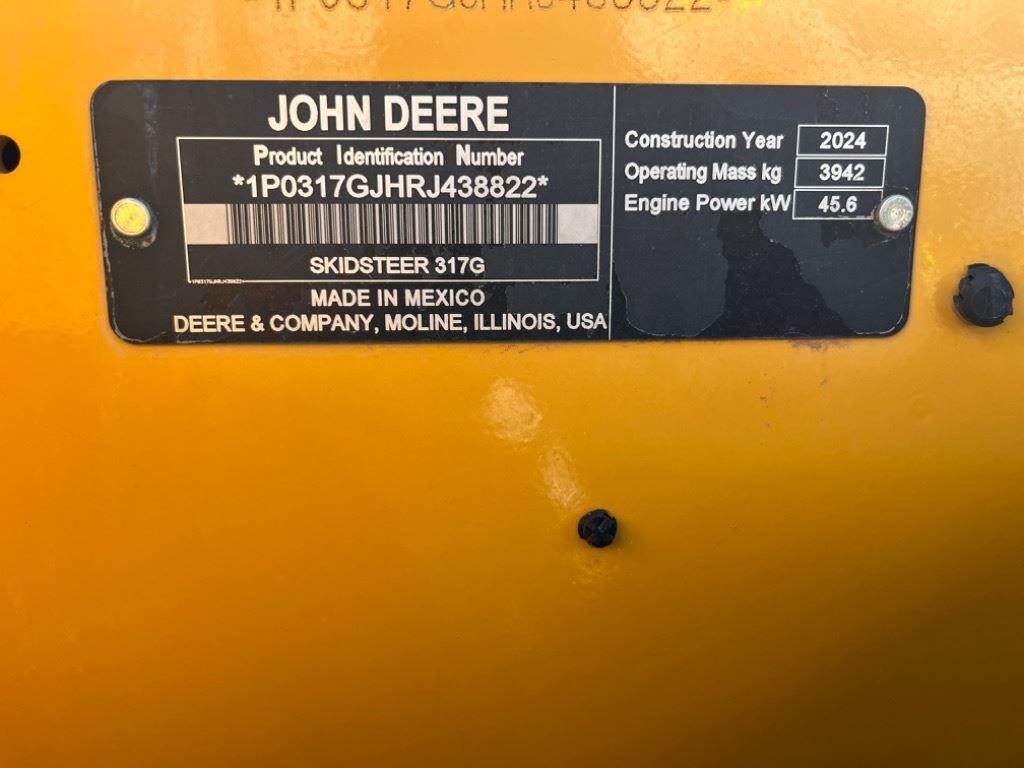 JOHN DEERE
Product Identification Number
*1P0317GJHRJ438822*
SKIDSTEER 317G
MADE IN MEXICO
DEERE & COMPANY, MOLINE, ILLINOIS, USA
Construction Year 2024
Operating Mass kg 3942
Engine Power kW 45.6